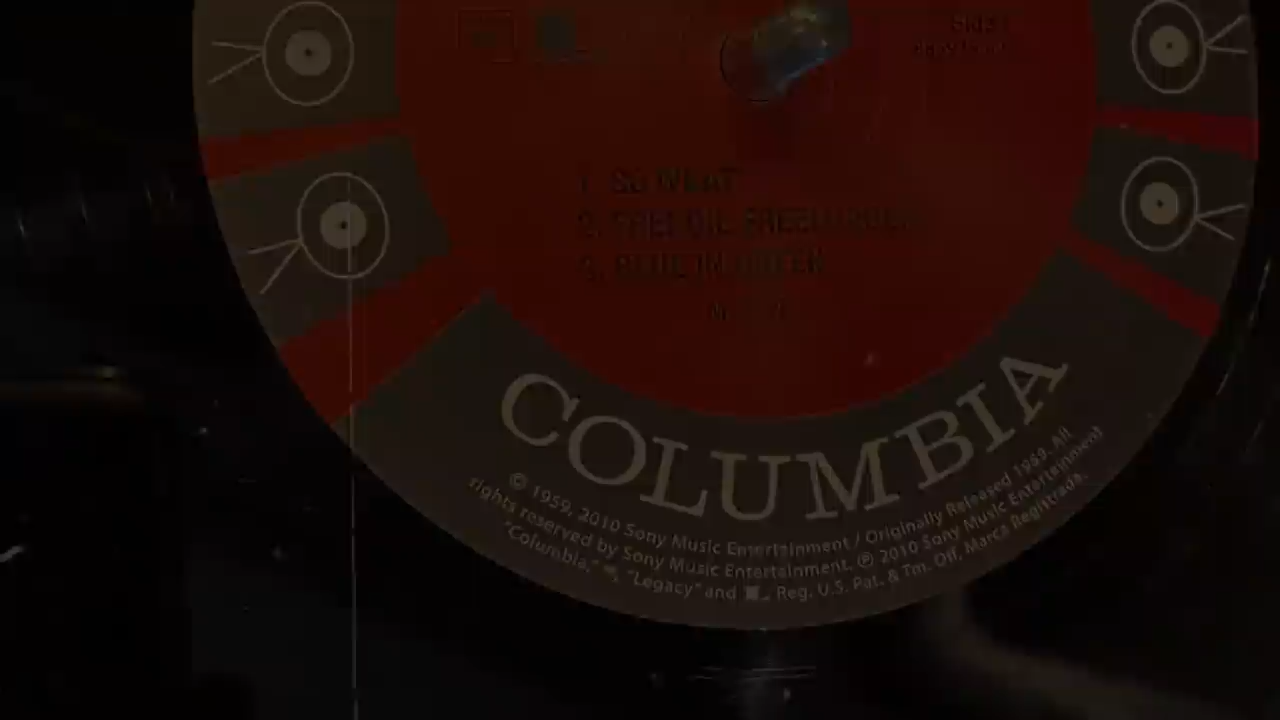 1. SO WHAT
2. FREDDIE FREELOADER
3. BLUE IN GREEN
COLUMBIA
© 1959, 2010 Sony Music Entertainment / Originally Released 1959. All
rights reserved by Sony Music Entertainment. ℗ 2010 Sony Music Entertainment
"Columbia," "Legacy" and Reg. U.S. Pat. & Tm. Off. Marca Registrada.